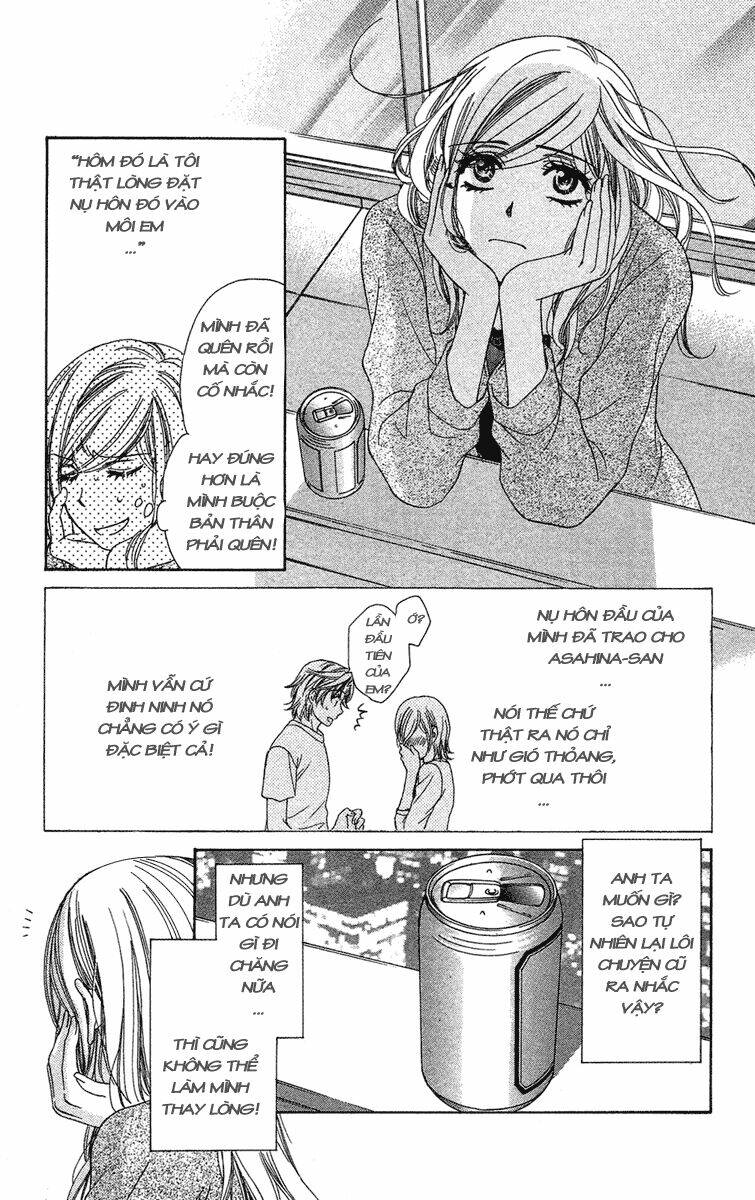 "HÔM ĐÓ LÀ TÔI
THẬT LÒNG ĐẶT
NỤ HÔN ĐÓ VÀO
MÔI EM
..."
MÌNH ĐÃ
QUÊN RỒI
MÀ CÒN
CỐ NHẮC!
HAY ĐÚNG
HƠN LÀ
MÌNH BUỘC
BẢN THÂN
PHẢI QUÊN!
NỤ HÔN ĐẦU CỦA
MÌNH ĐÃ TRAO CHO
ASAHINA-SAN
...
NÓI THẾ CHỨ
THẬT RA NÓ CHỈ
NHƯ GIÓ THỎANG,
PHỚT QUA THÔI
...
Ớ?
LẦN
ĐẦU
TIÊN
CỦA
EM?
MÌNH VẪN CỨ
ĐINH NINH NÓ
CHẲNG CÓ Ý GÌ
ĐẶC BIỆT CẢ!
ANH TA
MUỐN GÌ?
SAO TỰ
NHIÊN LẠI LÔI
CHUYỆN CŨ
RA NHẮC
VẬY?
NHƯNG
DÙ ANH
TA CÓ NÓI
GÌ ĐI
CHĂNG
NỮA
...
THÌ CŨNG
KHÔNG THỂ
LÀM MÌNH
THAY LÒNG!